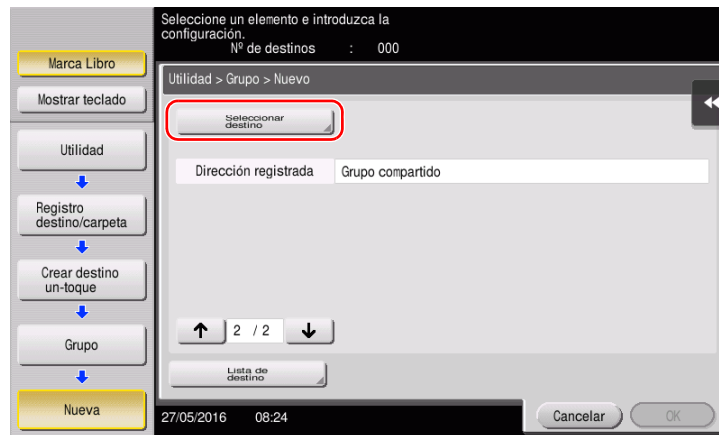 Seleccione un elemento e introduzca la
configuración.
Nº de destinos : 000
Marca Libro
Mostrar teclado
Utilidad
Registro
destino/carpeta
Crear destino
un-toque
Grupo
Nueva
Utilidad > Grupo > Nuevo
Seleccionar
destino
Dirección registrada Grupo compartido
2 / 2
Lista de
destino
27/05/2016 08:24
Cancelar OK